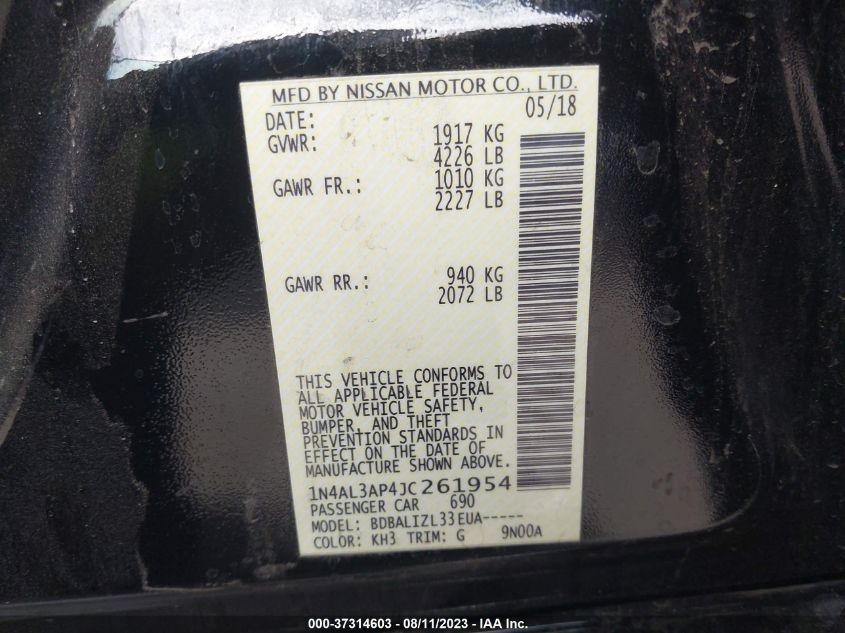 MFD BY NISSAN MOTOR CO., LTD.
DATE: 05/18
GVWR: 1917 KG
4226 LB
GAWR FR.: 1010 KG
2227 LB
GAWR RR.: 940 KG
2072 LB
THIS VEHICLE CONFORMS TO
ALL APPLICABLE FEDERAL
MOTOR VEHICLE SAFETY,
BUMPER, AND THEFT
PREVENTION STANDARDS IN
EFFECT ON THE DATE OF
MANUFACTURE SHOWN ABOVE.
1N4AL3AP4JC261954
PASSENGER CAR 690
MODEL: BDBALIZL33EUA-----
COLOR: KH3 TRIM: G 9N00A
000-37314603 - 08/11/2023 - IAA Inc.